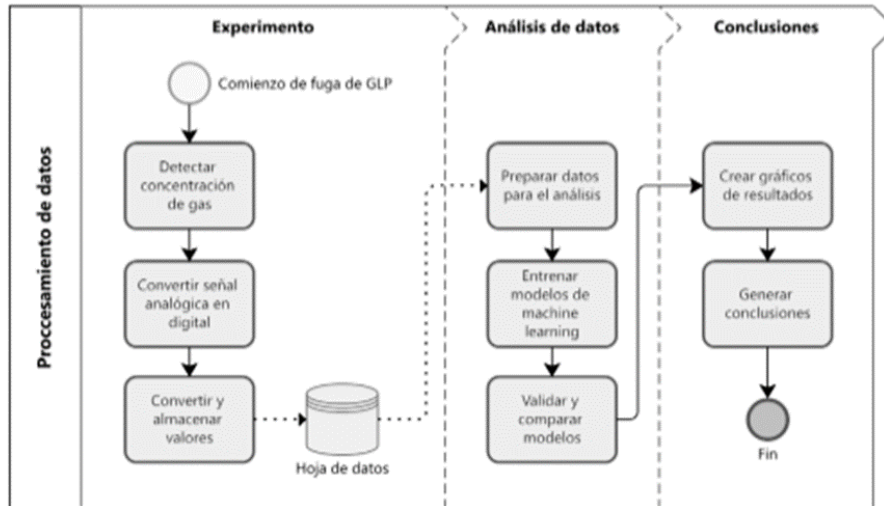 Experimento
Análisis de datos
Conclusiones
Proccesamiento de datos
Comienzo de fuga de GLP
Detectar
concentración
de gas
Convertir señal
analógica en
digital
Convertir y
almacenar
valores
Hoja de datos
Preparar datos
para el análisis
Entrenar
modelos de
machine
learning
Validar y
comparar
modelos
Crear gráficos
de resultados
Generar
conclusiones
Fin